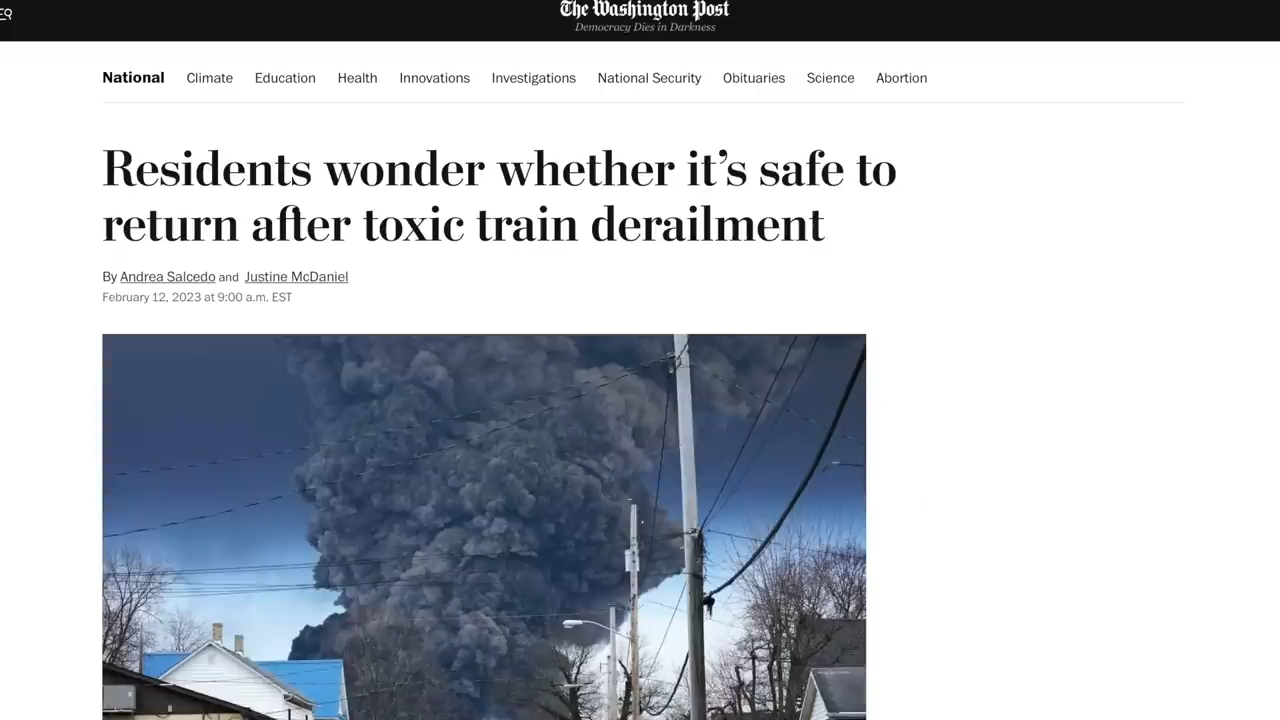 The Washington Post
Democracy Dies in Darkness
National Climate Education Health Innovations Investigations National Security Obituaries Science Abortion
Residents wonder whether it's safe to
return after toxic train derailment
By Andrea Salcedo and Justine McDaniel
February 12, 2023 at 9:00 a.m. EST